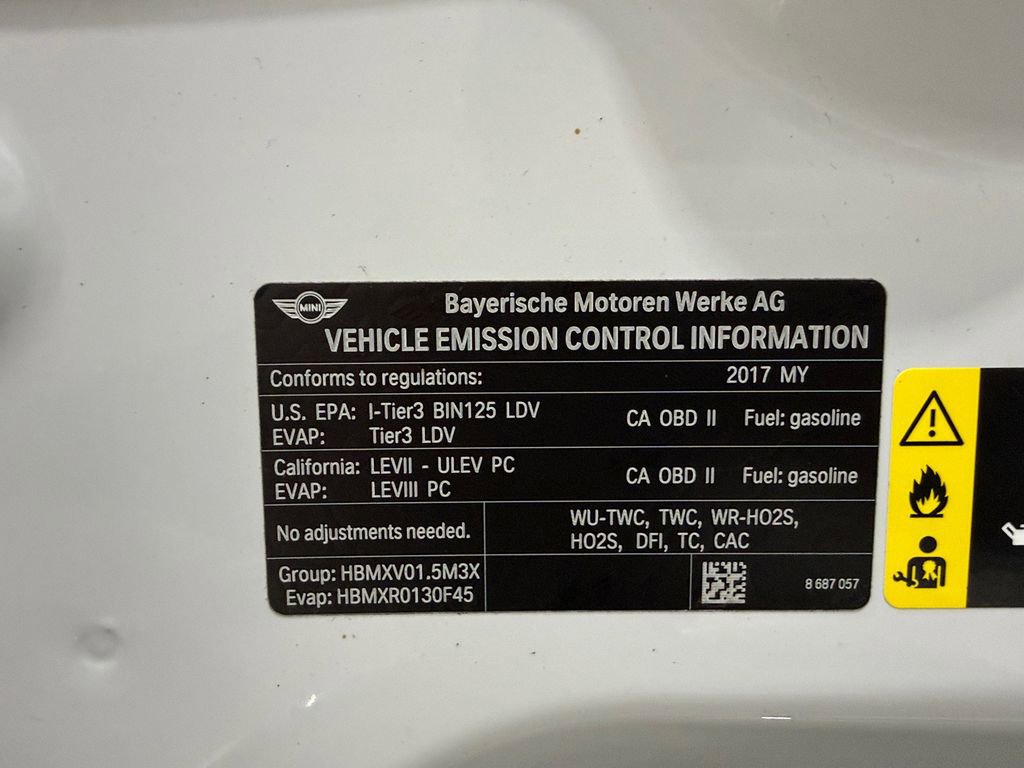 MINI
Bayerische Motoren Werke AG
VEHICLE EMISSION CONTROL INFORMATION
Conforms to regulations: 2017 MY
U.S. EPA: I-Tier3 BIN125 LDV CA OBD II Fuel: gasoline
EVAP: Tier3 LDV
California: LEVII - ULEV PC CA OBD II Fuel: gasoline
EVAP: LEVIII PC
No adjustments needed.
WU-TWC, TWC, WR-HO2S,
HO2S, DFI, TC, CAC
Group: HBMXV01.5M3X
Evap: HBMXR0130F45
8 687 057